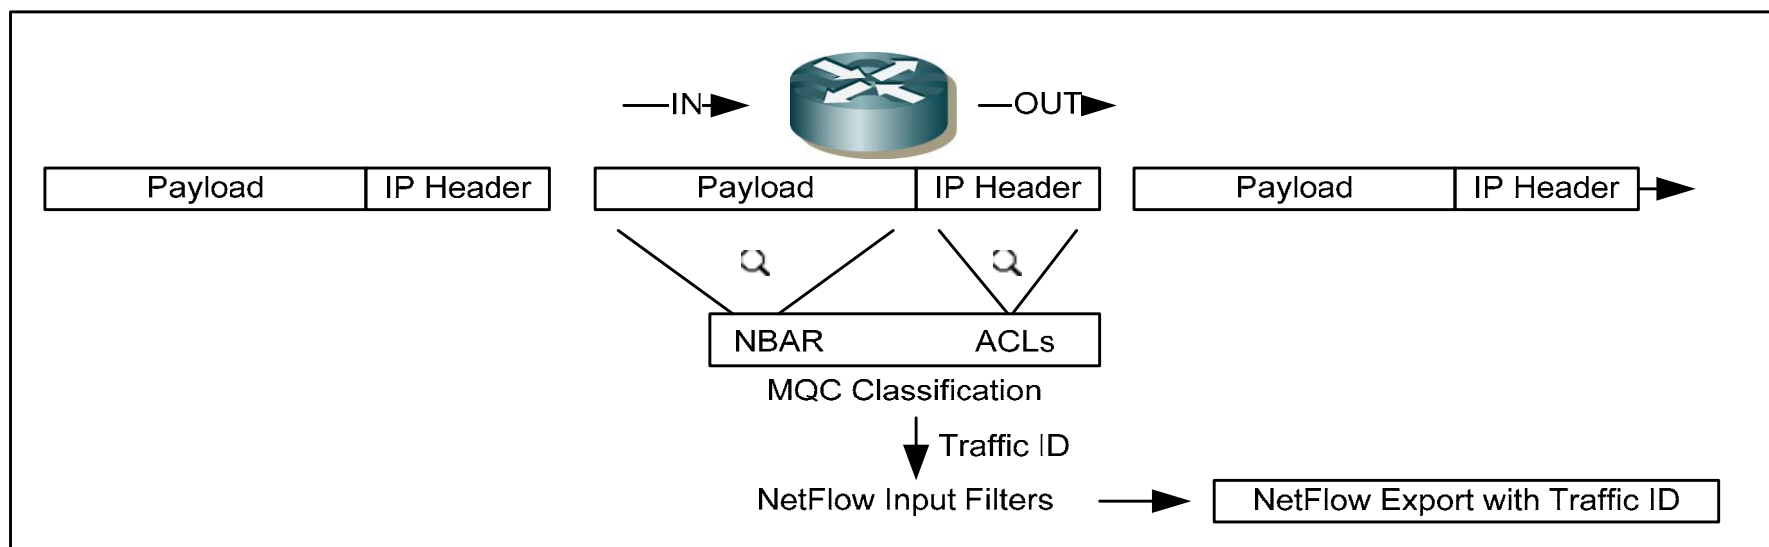 IN
OUT
Payload IP Header Payload IP Header Payload IP Header
NBAR ACLs
MQC Classification
Traffic ID
NetFlow Input Filters NetFlow Export with Traffic ID